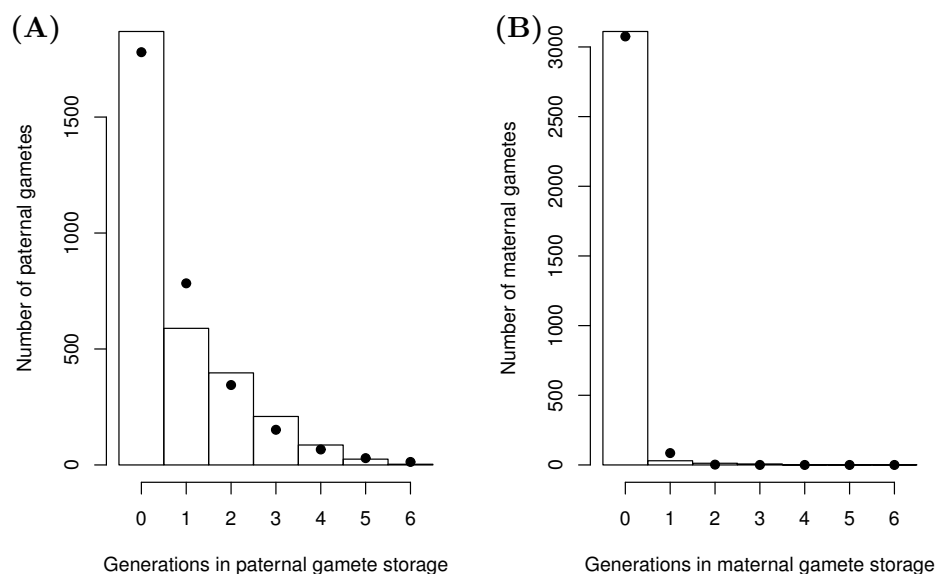 (A)
Number of paternal gametes
0
500
1000
1500
0 1 2 3 4 5 6
Generations in paternal gamete storage
(B)
Number of maternal gametes
0
500
1000
1500
2000
2500
3000
0 1 2 3 4 5 6
Generations in maternal gamete storage